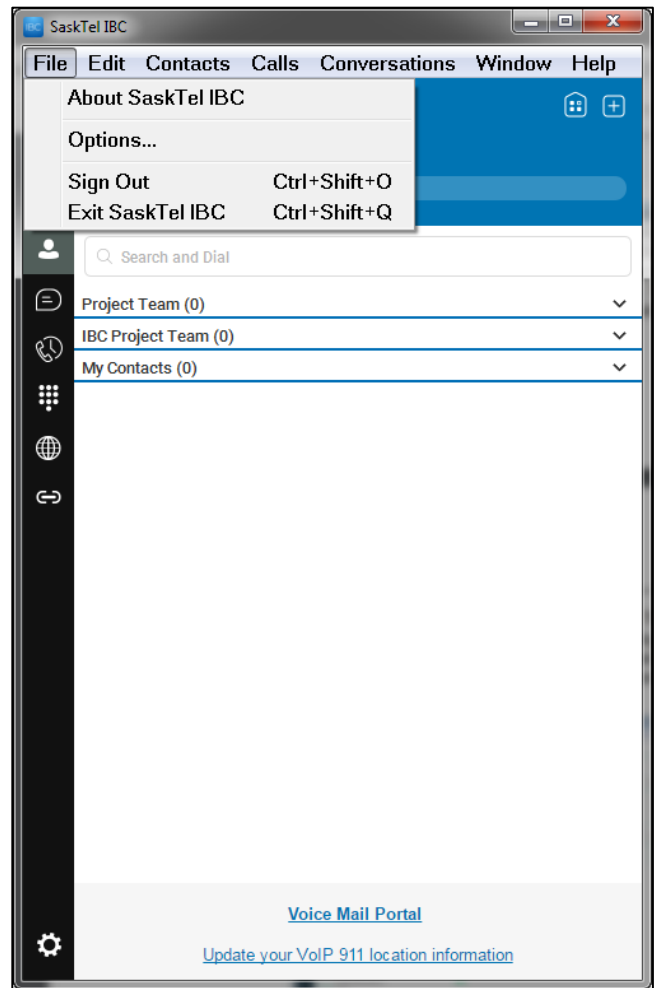 IBC SaskTel IBC
File Edit Contacts Calls Conversations Window Help
About SaskTel IBC
Options...
Sign Out Ctrl+Shift+O
Exit SaskTel IBC Ctrl+Shift+Q
Search and Dial
Project Team (0)
IBC Project Team (0)
My Contacts (0)
Voice Mail Portal
Update your VoIP 911 location information